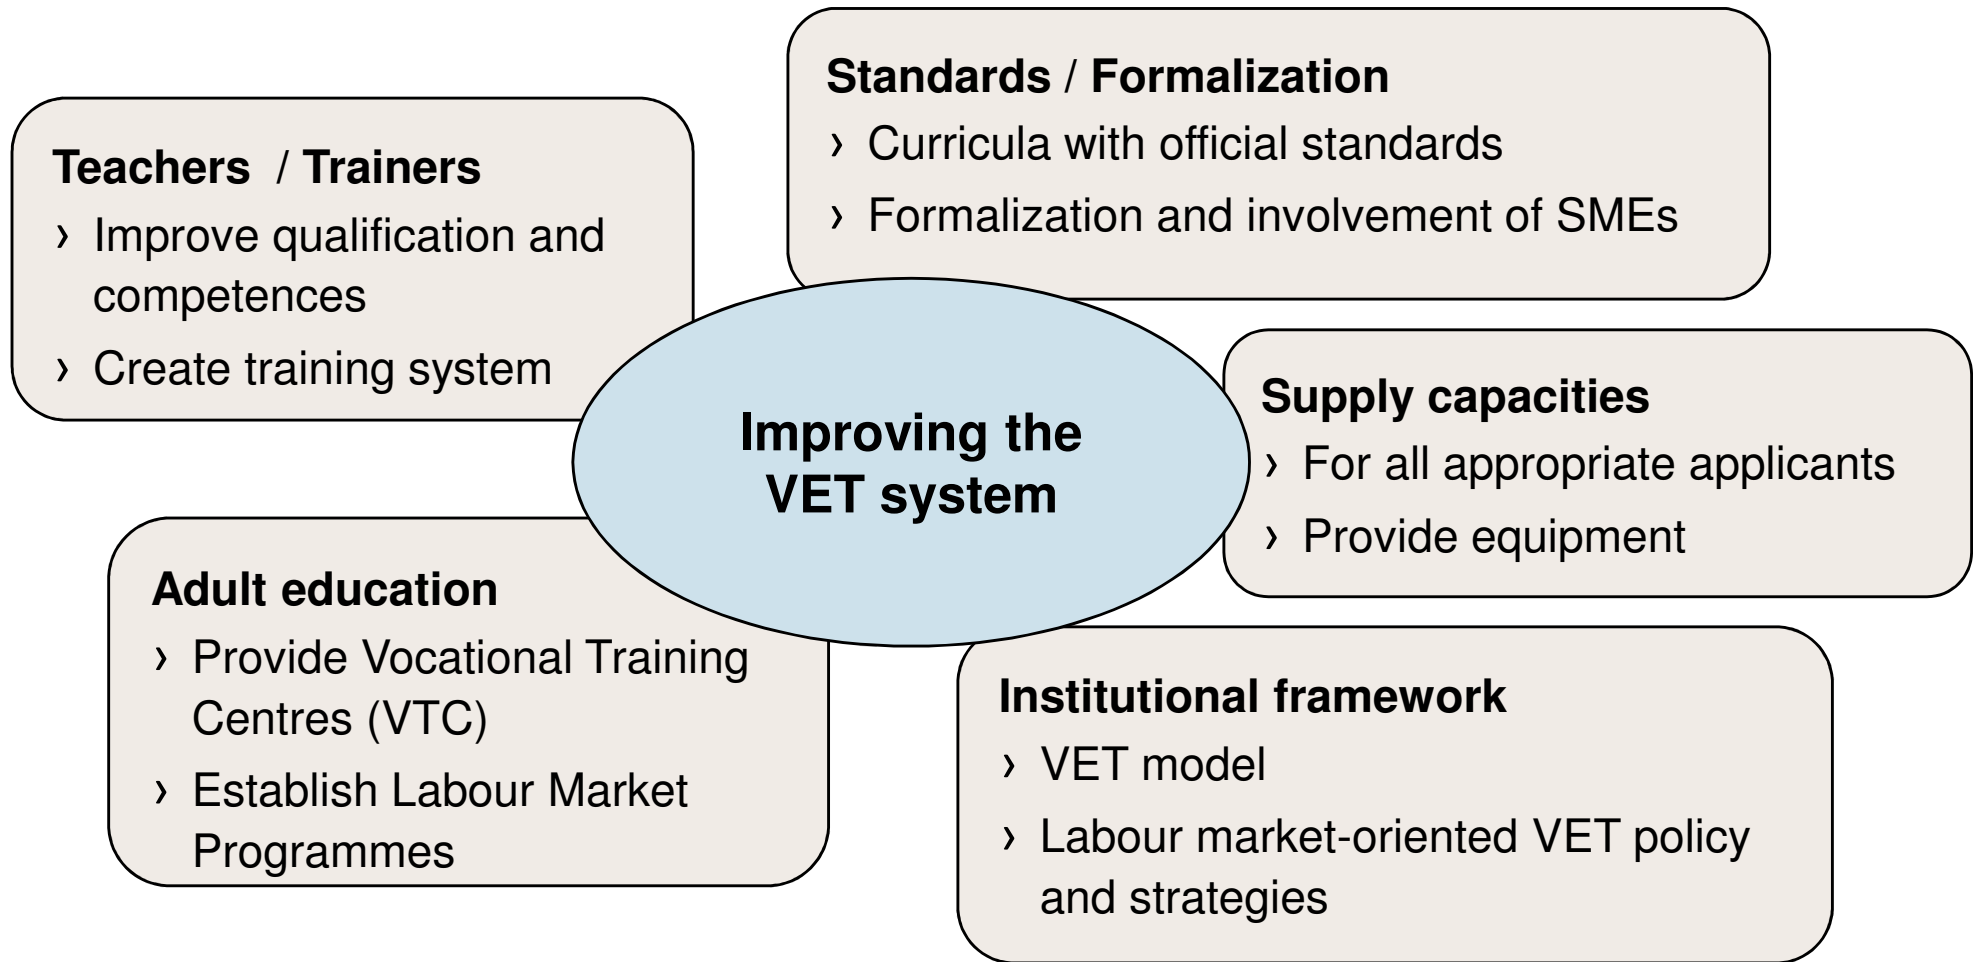 Standards / Formalization
› Curricula with official standards
› Formalization and involvement of SMEs
Teachers / Trainers
› Improve qualification and
competences
› Create training system
Improving the
VET system
Supply capacities
› For all appropriate applicants
› Provide equipment
Adult education
› Provide Vocational Training
Centres (VTC)
› Establish Labour Market
Programmes
Institutional framework
› VET model
› Labour market-oriented VET policy
and strategies